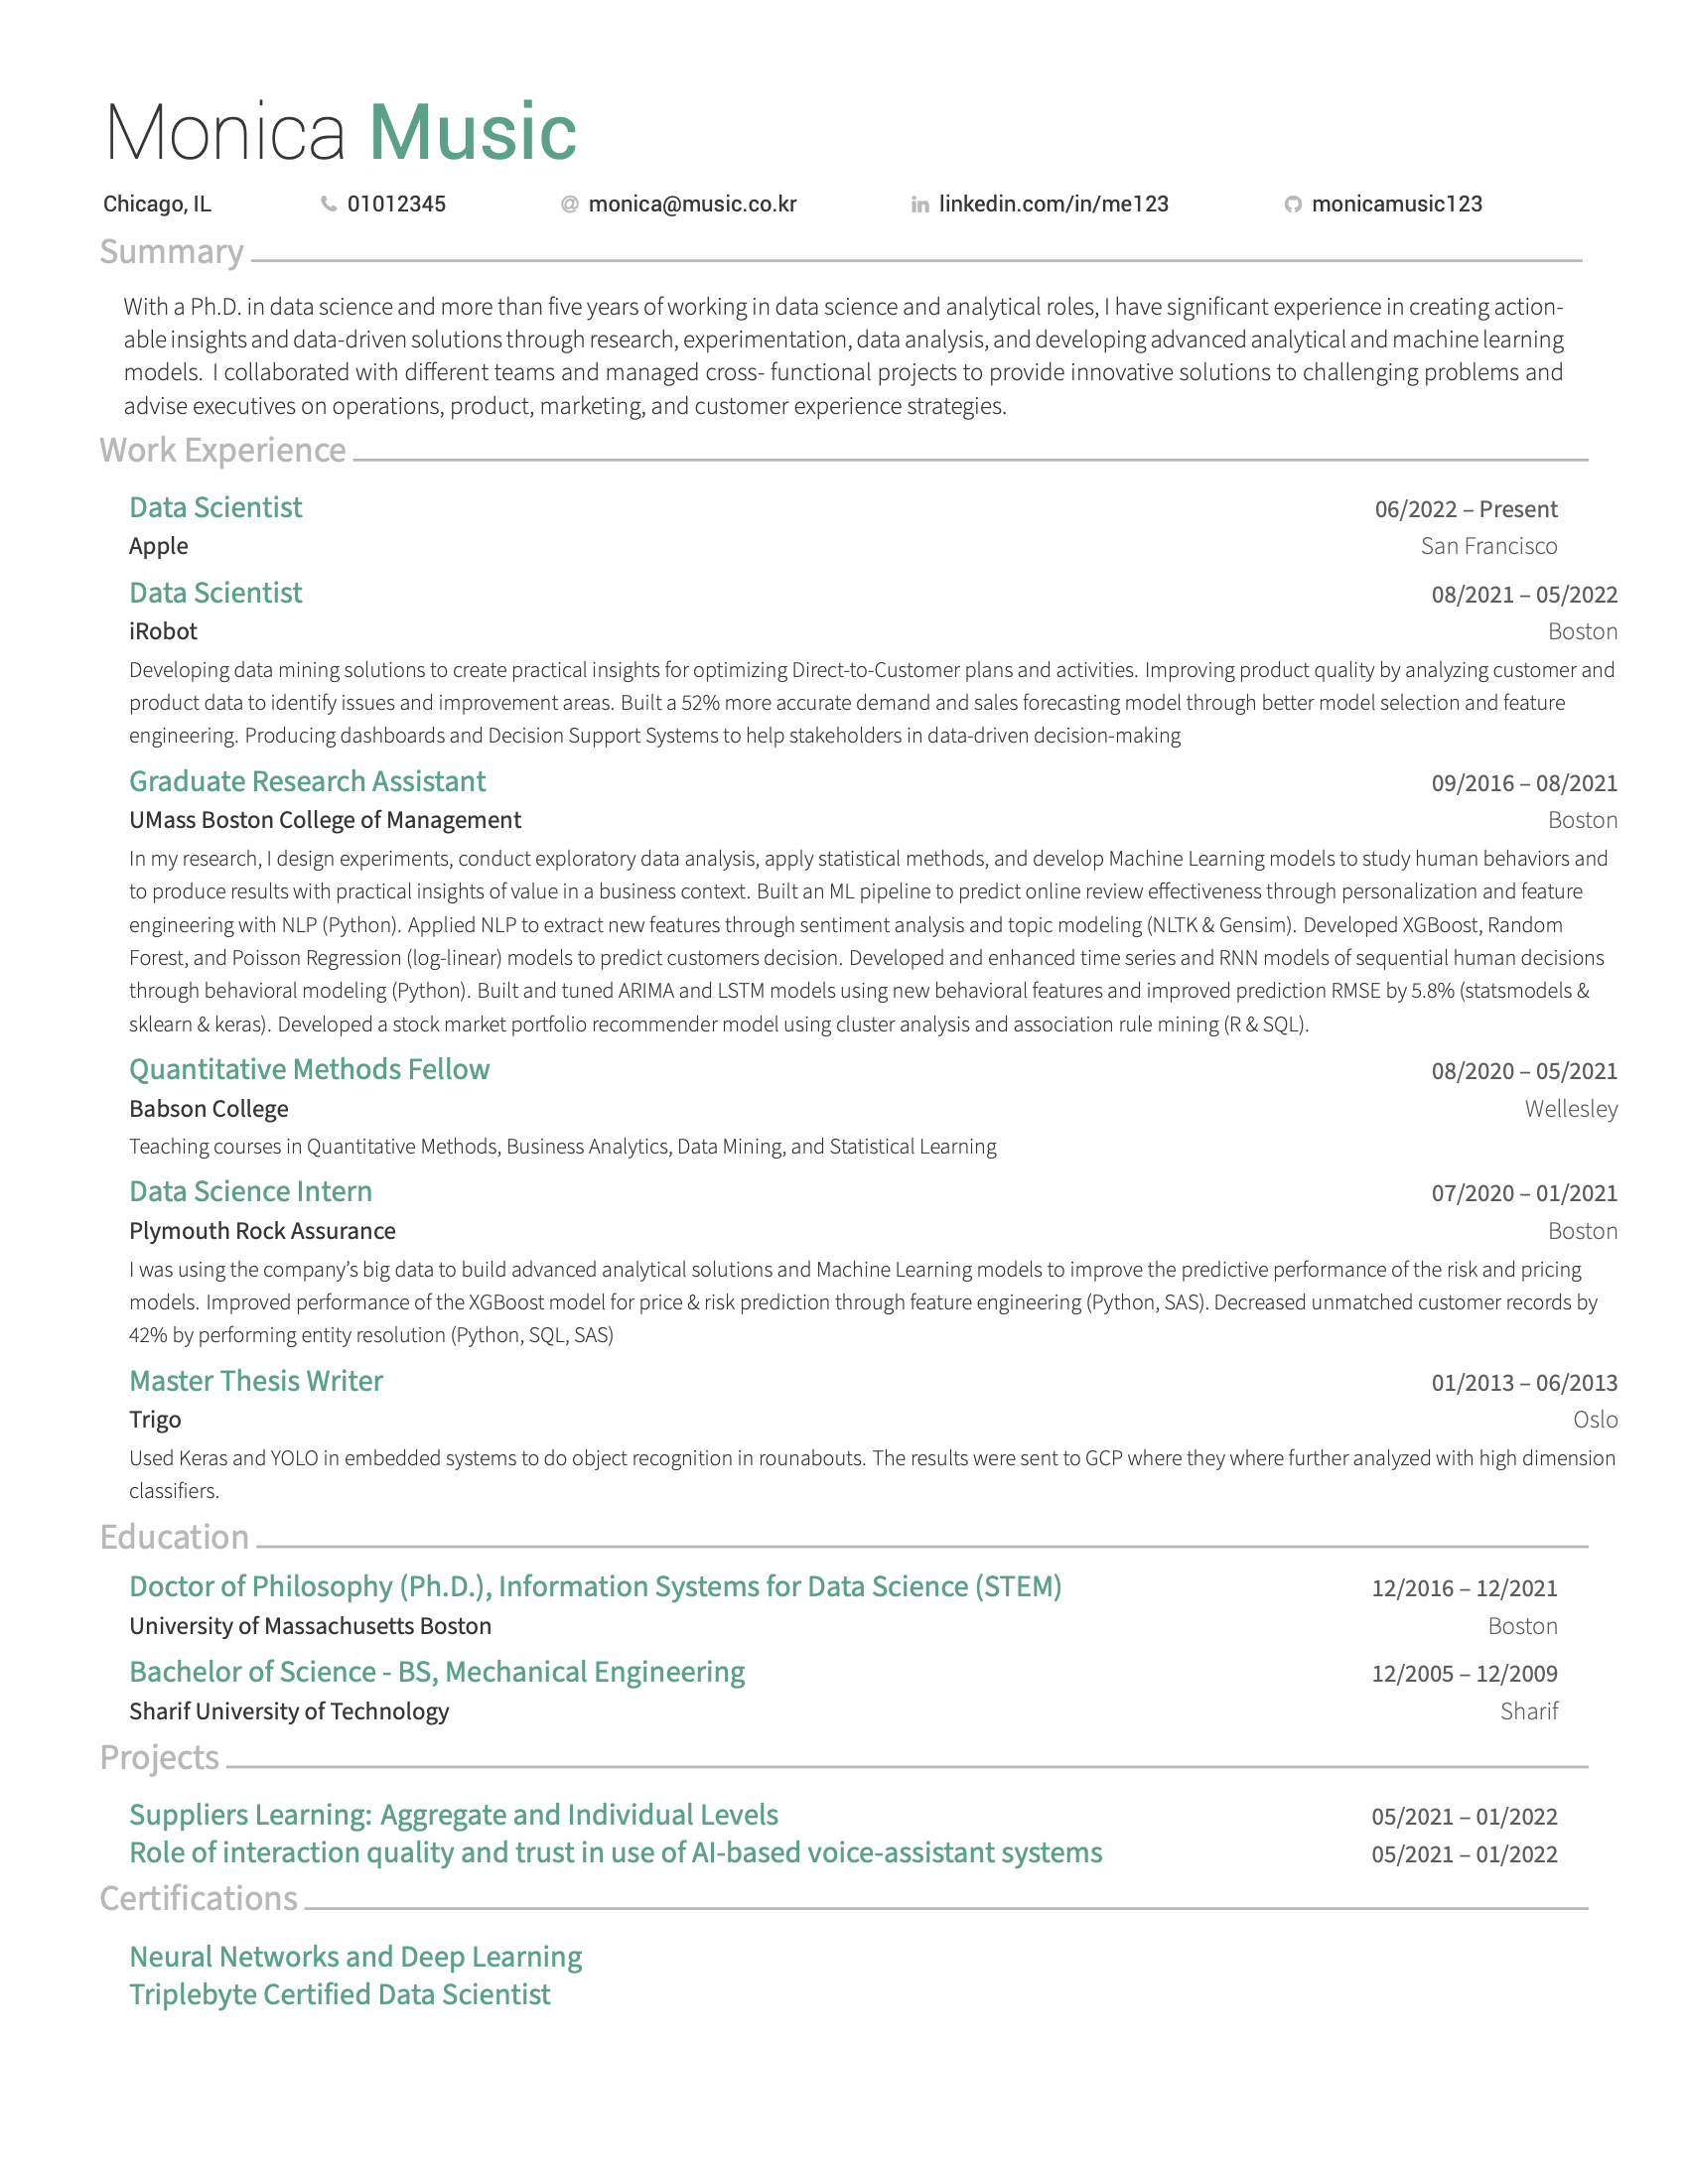 Monica Music
Chicago, IL 01012345 monica@music.co.kr linkedin.com/in/me123 monicamusic123
Summary
With a Ph.D. in data science and more than five years of working in data science and analytical roles, I have significant experience in creating action-
able insights and data-driven solutions through research, experimentation, data analysis, and developing advanced analytical and machine learning
models. I collaborated with different teams and managed cross- functional projects to provide innovative solutions to challenging problems and
advise executives on operations, product, marketing, and customer experience strategies.
Work Experience
Data Scientist 06/2022 – Present
Apple San Francisco
Data Scientist 08/2021 – 05/2022
iRobot Boston
Developing data mining solutions to create practical insights for optimizing Direct-to-Customer plans and activities. Improving product quality by analyzing customer and
product data to identify issues and improvement areas. Built a 52% more accurate demand and sales forecasting model through better model selection and feature
engineering. Producing dashboards and Decision Support Systems to help stakeholders in data-driven decision-making
Graduate Research Assistant 09/2016 – 08/2021
UMass Boston College of Management Boston
In my research, I design experiments, conduct exploratory data analysis, apply statistical methods, and develop Machine Learning models to study human behaviors and
to produce results with practical insights of value in a business context. Built an ML pipeline to predict online review effectiveness through personalization and feature
engineering with NLP (Python). Applied NLP to extract new features through sentiment analysis and topic modeling (NLTK & Gensim). Developed XGBoost, Random
Forest, and Poisson Regression (log-linear) models to predict customers decision. Developed and enhanced time series and RNN models of sequential human decisions
through behavioral modeling (Python). Built and tuned ARIMA and LSTM models using new behavioral features and improved prediction RMSE by 5.8% (statsmodels &
sklearn & keras). Developed a stock market portfolio recommender model using cluster analysis and association rule mining (R & SQL).
Quantitative Methods Fellow 08/2020 – 05/2021
Babson College Wellesley
Teaching courses in Quantitative Methods, Business Analytics, Data Mining, and Statistical Learning
Data Science Intern 07/2020 – 01/2021
Plymouth Rock Assurance Boston
I was using the company’s big data to build advanced analytical solutions and Machine Learning models to improve the predictive performance of the risk and pricing
models. Improved performance of the XGBoost model for price & risk prediction through feature engineering (Python, SAS). Decreased unmatched customer records by
42% by performing entity resolution (Python, SQL, SAS)
Master Thesis Writer 01/2013 – 06/2013
Trigo Oslo
Used Keras and YOLO in embedded systems to do object recognition in rounabouts. The results were sent to GCP where they where further analyzed with high dimension
classifiers.
Education
Doctor of Philosophy (Ph.D.), Information Systems for Data Science (STEM) 12/2016 – 12/2021
University of Massachusetts Boston Boston
Bachelor of Science - BS, Mechanical Engineering 12/2005 – 12/2009
Sharif University of Technology Sharif
Projects
Suppliers Learning: Aggregate and Individual Levels 05/2021 – 01/2022
Role of interaction quality and trust in use of AI-based voice-assistant systems 05/2021 – 01/2022
Certifications
Neural Networks and Deep Learning
Triplebyte Certified Data Scientist